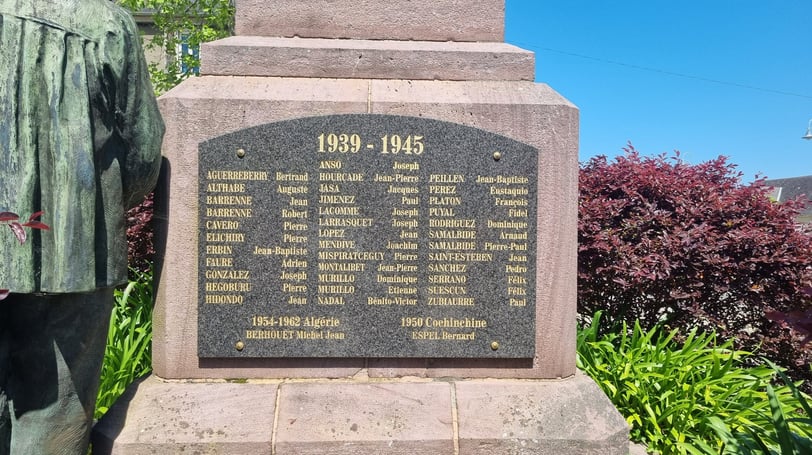 1939 - 1945
AGUERREBERRY Bertrand
ALTHABE Auguste
BARRENNE Jean
BARRENNE Robert
CAVERO Pierre
ELICHIRY Pierre
ERBIN Jean-Baptiste
FAURE Adrien
GONZALEZ Joseph
HEGOBURU Pierre
HIDONDO Jean
ANSO Joseph
HOURCADE Jean-Pierre
JASA Jacques
JIMENEZ Paul
LACOMME Joseph
LARRASQUET Joseph
LOPEZ Jean
MENDIVE Joachim
MISPIRATCEGUY Pierre
MONTALIBET Jean-Pierre
MURILLO Dominique
MURILLO Etienne
NADAL Bénito-Victor
PEILLEN Jean-Baptiste
PEREZ Eustaquio
PLATON François
PUYAL Fidel
RODRIGUEZ Dominique
SAMALBIDE Arnaud
SAMALBIDE Pierre-Paul
SAINT-ESTEBEN Jean
SANCHEZ Pedro
SERRANO Félix
SUESCUN Félix
ZUBIAURRE Paul
1954-1962 Algérie
BERHOUET Michel Jean
1950 Cochinchine
ESPEL Bernard